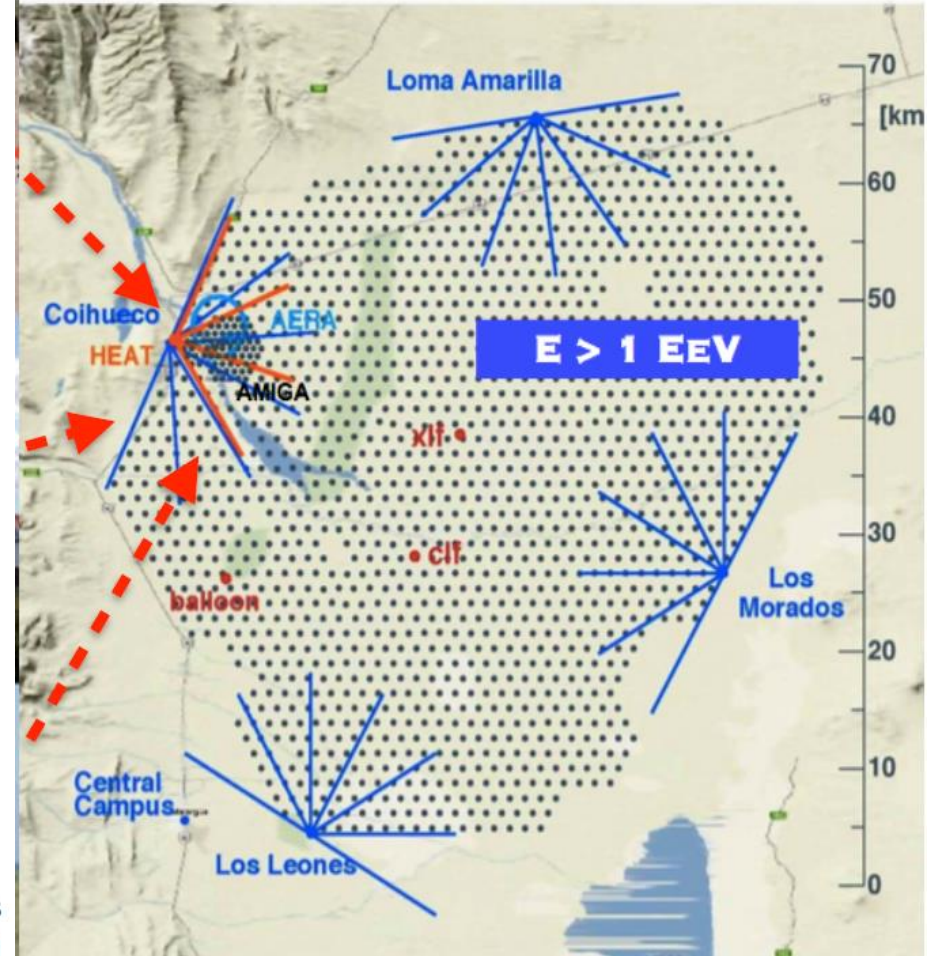 Loma Amarilla
70
[km
60
50
Coihueco
AERA
HEAT
E > 1 EeV
AMIGA
40
xlf
clf
30
Los
Morados
balloon
20
10
Central
Campus
Los Leones
0
s